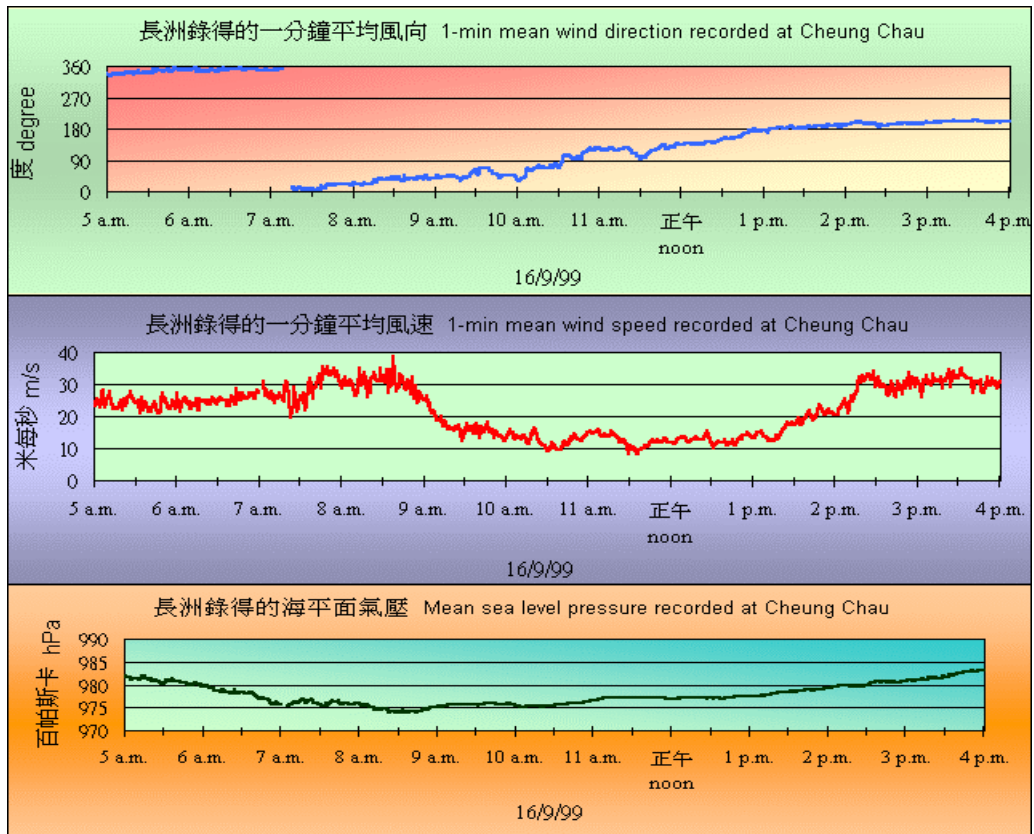 長洲錄得的一分鐘平均風向 1-min mean wind direction recorded at Cheung Chau
度 degree
360
270
180
90
0
5 a.m. 6 a.m. 7 a.m. 8 a.m. 9 a.m. 10 a.m. 11 a.m. 正午 1 p.m. 2 p.m. 3 p.m. 4 p.m
noon
16/9/99
長洲錄得的一分鐘平均風速 1-min mean wind speed recorded at Cheung Chau
米每秒 m/s
40
30
20
10
0
5 a.m. 6 a.m. 7 a.m. 8 a.m. 9 a.m. 10 a.m. 11 a.m. 正午 1 p.m. 2 p.m. 3 p.m. 4 p.m.
noon
16/9/99
長洲錄得的海平面氣壓 Mean sea level pressure recorded at Cheung Chau
百帕斯卡 hPa
990
985
980
975
970
5 a.m. 6 a.m. 7 a.m. 8 a.m. 9 a.m. 10 a.m. 11 a.m. 正午 1 p.m. 2 p.m. 3 p.m. 4 p.m.
noon
16/9/99